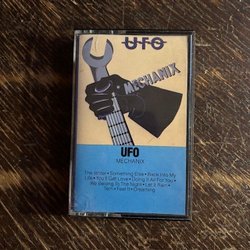 UFO
MECHANIX
UFO
MECHANIX
The Writer • Something Else • Back Into My
Life • You'll Get Love • Doing It All For You •
We Belong To The Night • Let It Rain •
Terri • Feel It • Dreaming